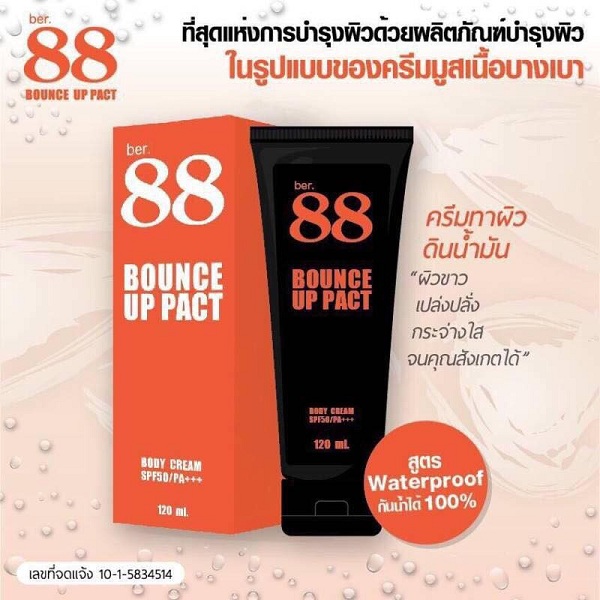 ber.
88
BOUNCE UP PACT
ที่สุดแห่งการบำรุงผิวด้วยผลิตภัณฑ์บำรุงผิว
ในรูปแบบของครีมมูสเนื้อบางเบา
ber.
88
BOUNCE
UP PACT
BODY CREAM
SPF50/PA+++
120 ml.
ber.
88
BOUNCE
UP PACT
BODY CREAM
SPF50/PA+++
120 ml.
ครีมทาผิว
ดินน้ำมัน
“ผิวขาว
เปล่งปลั่ง
กระจ่างใส
จนคุณสังเกตได้”
สูตร
Waterproof
กันน้ำได้ 100%
เลขที่จดแจ้ง 10-1-5834514